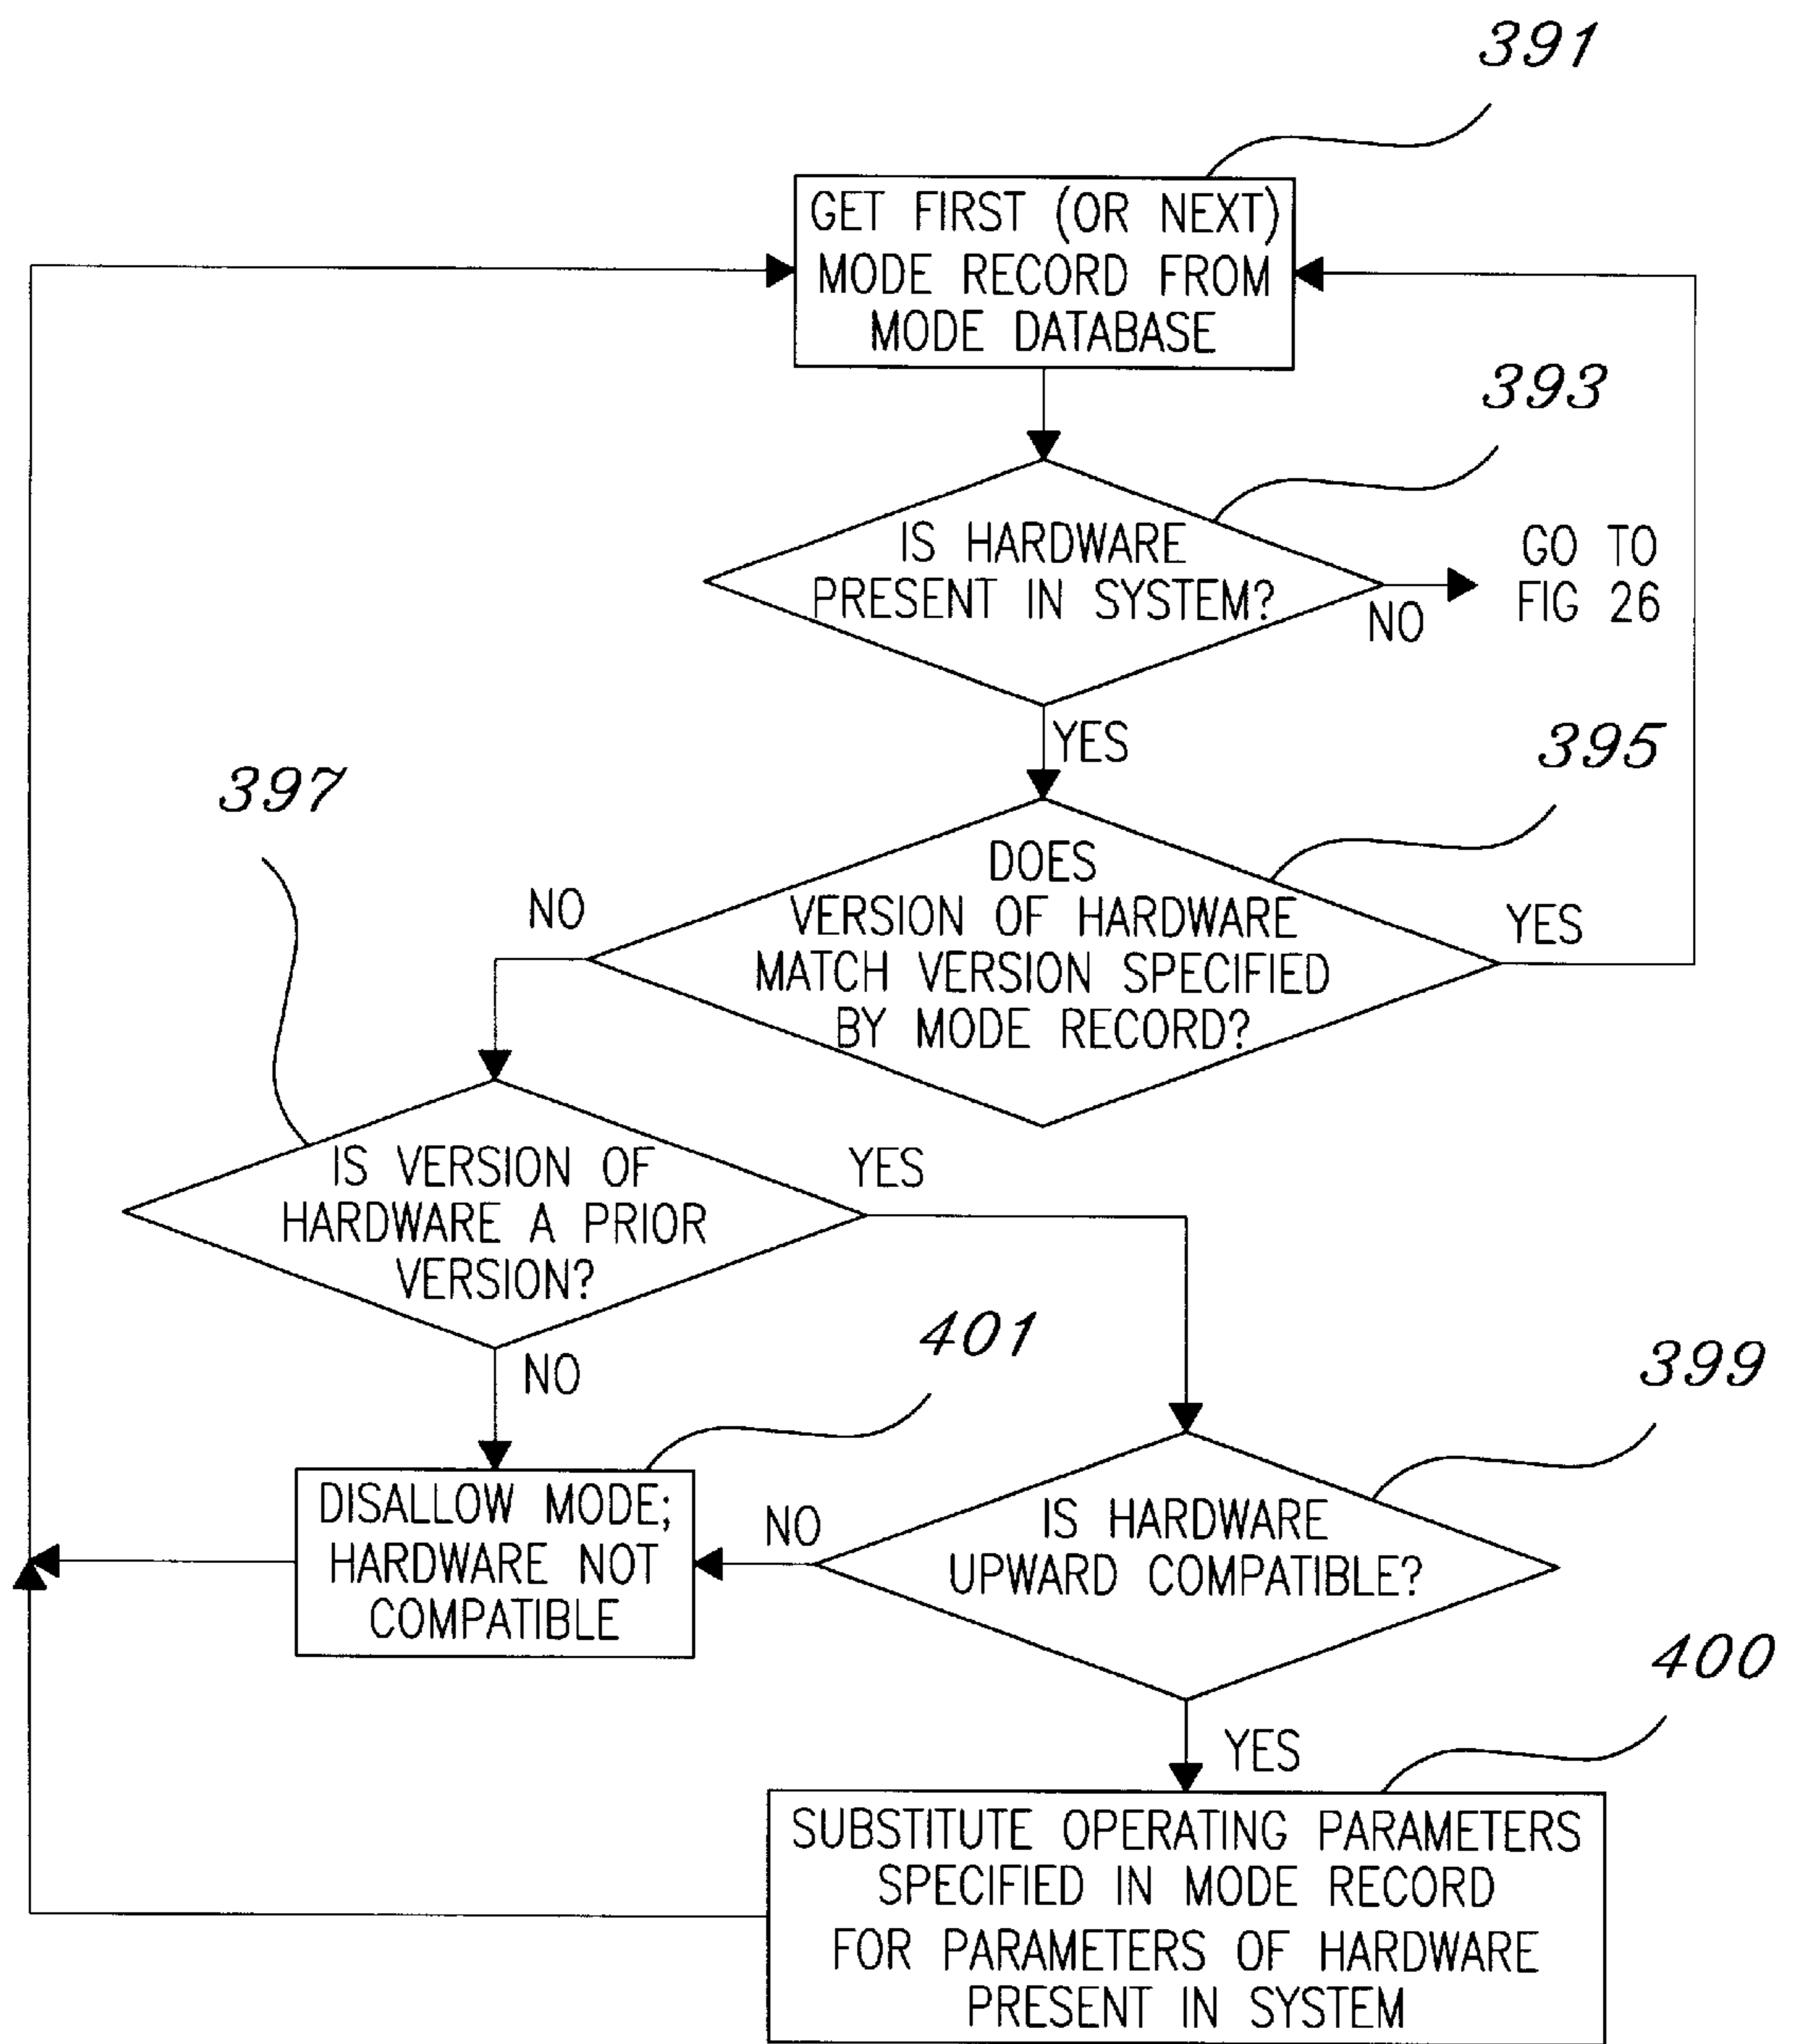 391
GET FIRST (OR NEXT)
MODE RECORD FROM
MODE DATABASE
393
IS HARDWARE
PRESENT IN SYSTEM?
NO
GO TO
FIG 26
YES
395
397
DOES
VERSION OF HARDWARE
MATCH VERSION SPECIFIED
BY MODE RECORD?
NO
YES
IS VERSION OF
HARDWARE A PRIOR
VERSION?
YES
NO
401
399
DISALLOW MODE;
HARDWARE NOT
COMPATIBLE
NO
IS HARDWARE
UPWARD COMPATIBLE?
YES
400
SUBSTITUTE OPERATING PARAMETERS
SPECIFIED IN MODE RECORD
FOR PARAMETERS OF HARDWARE
PRESENT IN SYSTEM